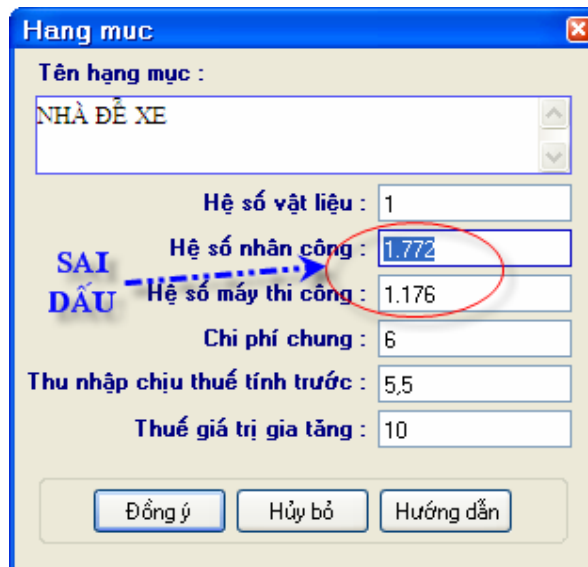 Hang muc
Tên hạng mục :
NHÀ ĐỄ XE
Hệ số vật liệu : 1
Hệ số nhân công : 1.772
SAI DẤU
Hệ số máy thi công : 1.176
Chi phí chung : 6
Thu nhập chịu thuế tính trước : 5,5
Thuế giá trị gia tăng : 10
Đồng ý Hủy bỏ Hướng dẫn